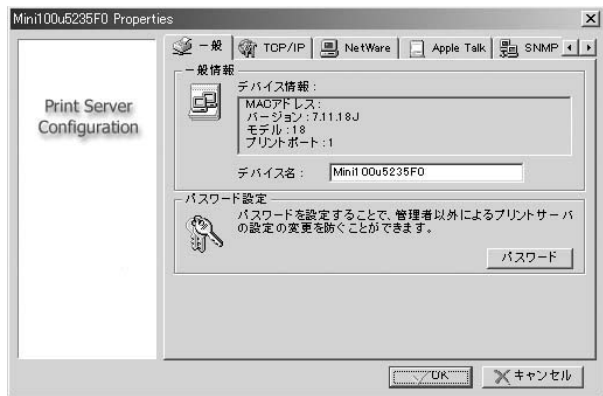 Mini100u5235F0 Properties
一般
TCP/IP
NetWare
Apple Talk
SNMP
Print Server
Configuration
一般情報
デバイス情報:
MACアドレス:
バージョン:7.11.18J
モデル:18
プリントポート:1
デバイス名:
Mini100u5235F0
パスワード設定
パスワードを設定することで、管理者以外によるプリントサーバ
の設定の変更を防ぐことができます。
パスワード
OK
キャンセル